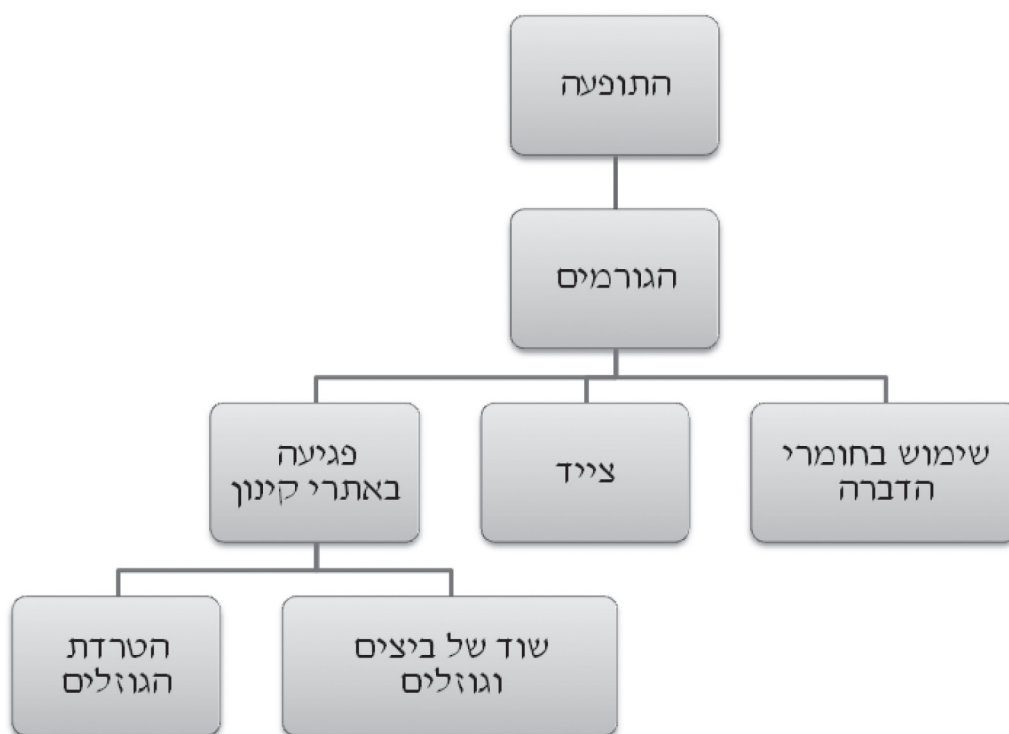 התופעה
הגורמים
שימוש בחומרי
הדברה
צייד
פגיעה
באתרי קינון
שוד של ביצים
וגוזלים
הטרדת
הגוזלים